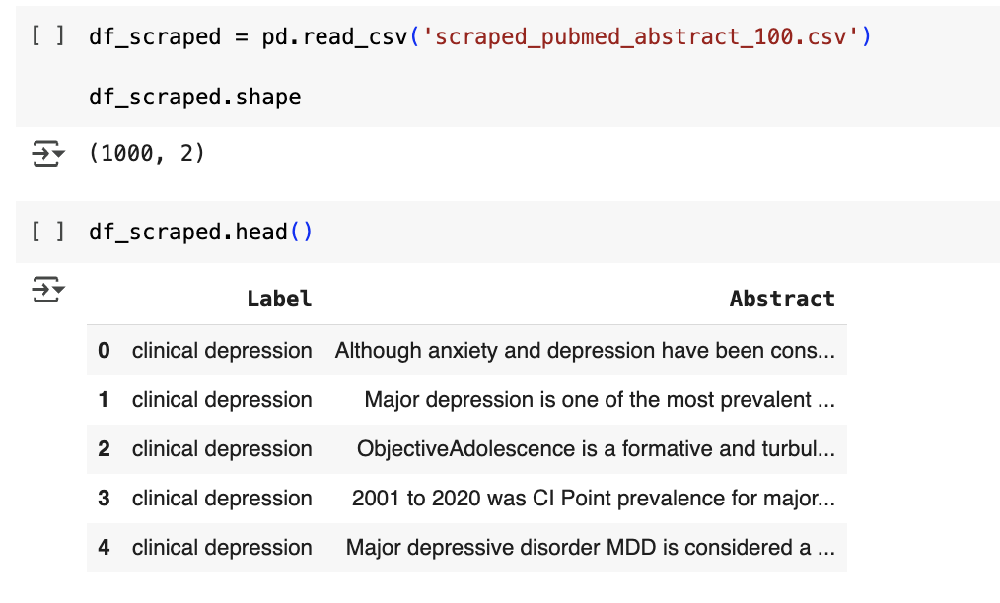 [ ] df_scraped = pd.read_csv('scraped_pubmed_abstract_100.csv')
df_scraped.shape
(1000, 2)
[ ] df_scraped.head()
Label Abstract
0 clinical depression Although anxiety and depression have been cons...
1 clinical depression Major depression is one of the most prevalent ...
2 clinical depression ObjectiveAdolescence is a formative and turbul...
3 clinical depression 2001 to 2020 was CI Point prevalence for major...
4 clinical depression Major depressive disorder MDD is considered a ...